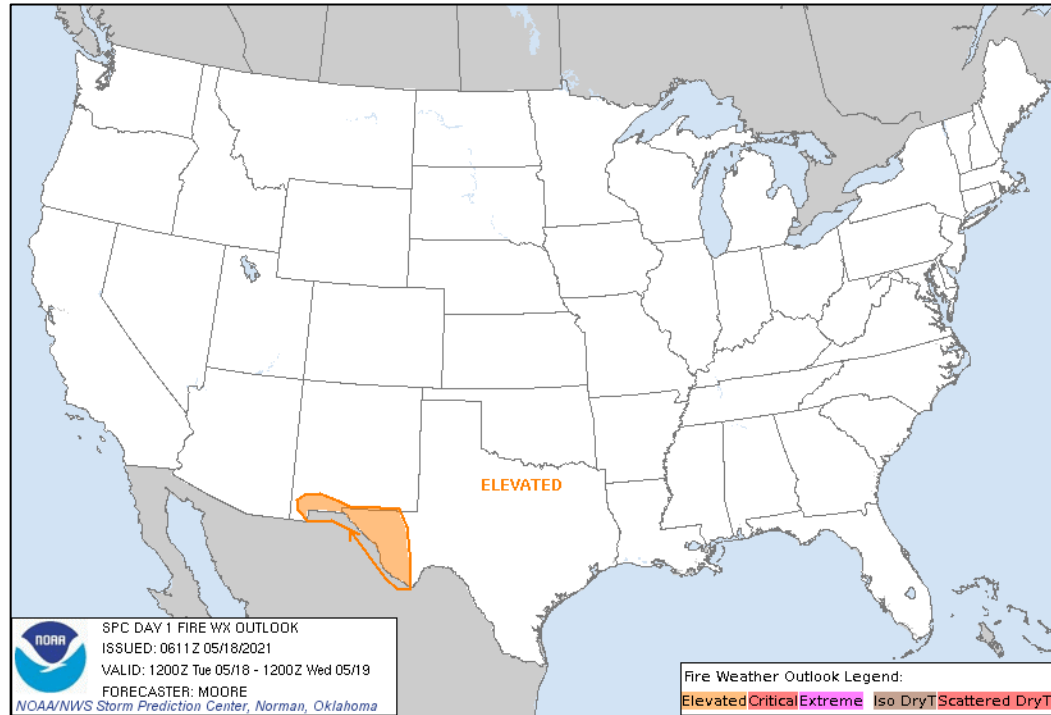 ELEVATED
NOAA
SPC DAY 1 FIRE WX OUTLOOK
ISSUED: 0611Z 05/18/2021
VALID: 1200Z Tue 05/18 - 1200Z Wed 05/19
FORECASTER: MOORE
NOAA/NWS Storm Prediction Center, Norman, Oklahoma
Fire Weather Outlook Legend:
Elevated Critical Extreme Iso DryT Scattered DryT